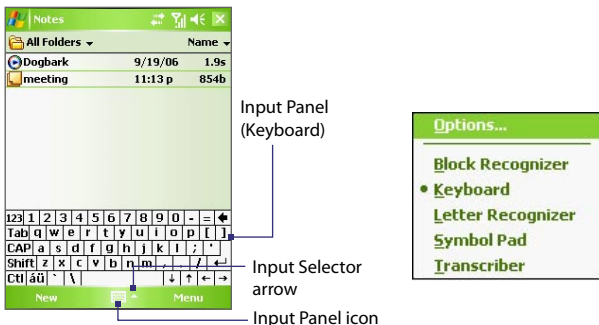 Notes
All Folders Name
Dogbark 9/19/06 1.9s
meeting 11:13 p 854b
123 1 2 3 4 5 6 7 8 9 0 - =
Tab q w e r t y u i o p [ ]
CAP a s d f g h j k l ; '
Shift z x c v b n m , . /
Ctl áü ` \
New Menu
Input Panel
(Keyboard)
Input Selector
arrow
Input Panel icon
Options...
Block Recognizer
Keyboard
Letter Recognizer
Symbol Pad
Transcriber